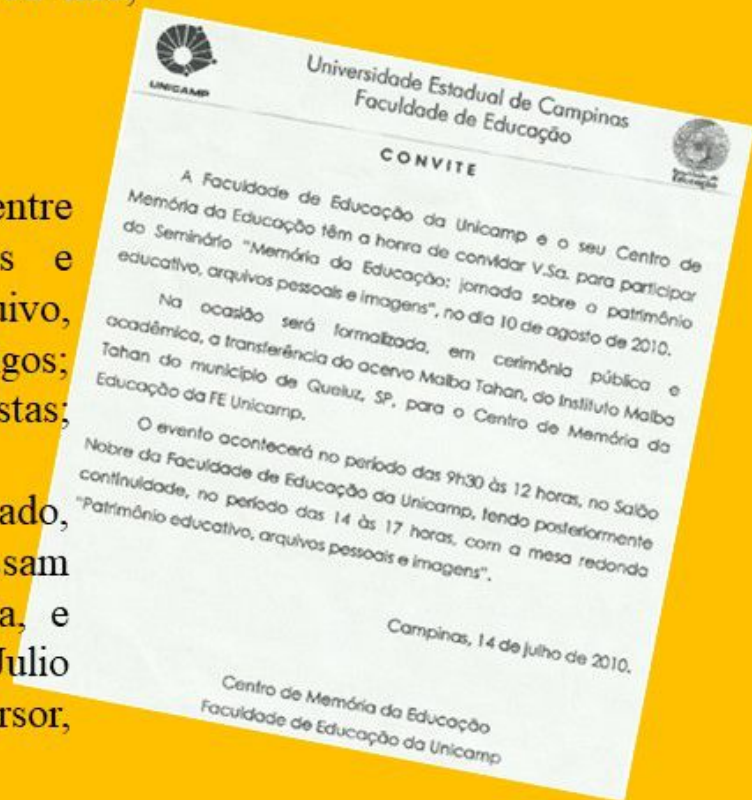 entre
s e
uivo,
gos;
stas;
ado,
sam
a, e
Julio
rsor,
UNICAMP
Universidade Estadual de Campinas
Faculdade de Educação
CONVITE
A Faculdade de Educação da Unicamp e o seu Centro de
Memória da Educação têm a honra de convidar V.Sa. para participar
do Seminário "Memória da Educação: jornada sobre o patrimônio
educativo, arquivos pessoais e imagens", no dia 10 de agosto de 2010.
Na ocasião será formalizada, em cerimônia pública e
acadêmica, a transferência do acervo Malba Tahan, do Instituto Malba
Tahan do município de Queluz, SP, para o Centro de Memória da
Educação da FE Unicamp.
O evento acontecerá no período das 9h30 às 12 horas, no Salão
Nobre da Faculdade de Educação da Unicamp, tendo posteriormente
continuidade, no período das 14 às 17 horas, com a mesa redonda
"Patrimônio educativo, arquivos pessoais e imagens".
Campinas, 14 de julho de 2010.
Centro de Memória da Educação
Faculdade de Educação da Unicamp